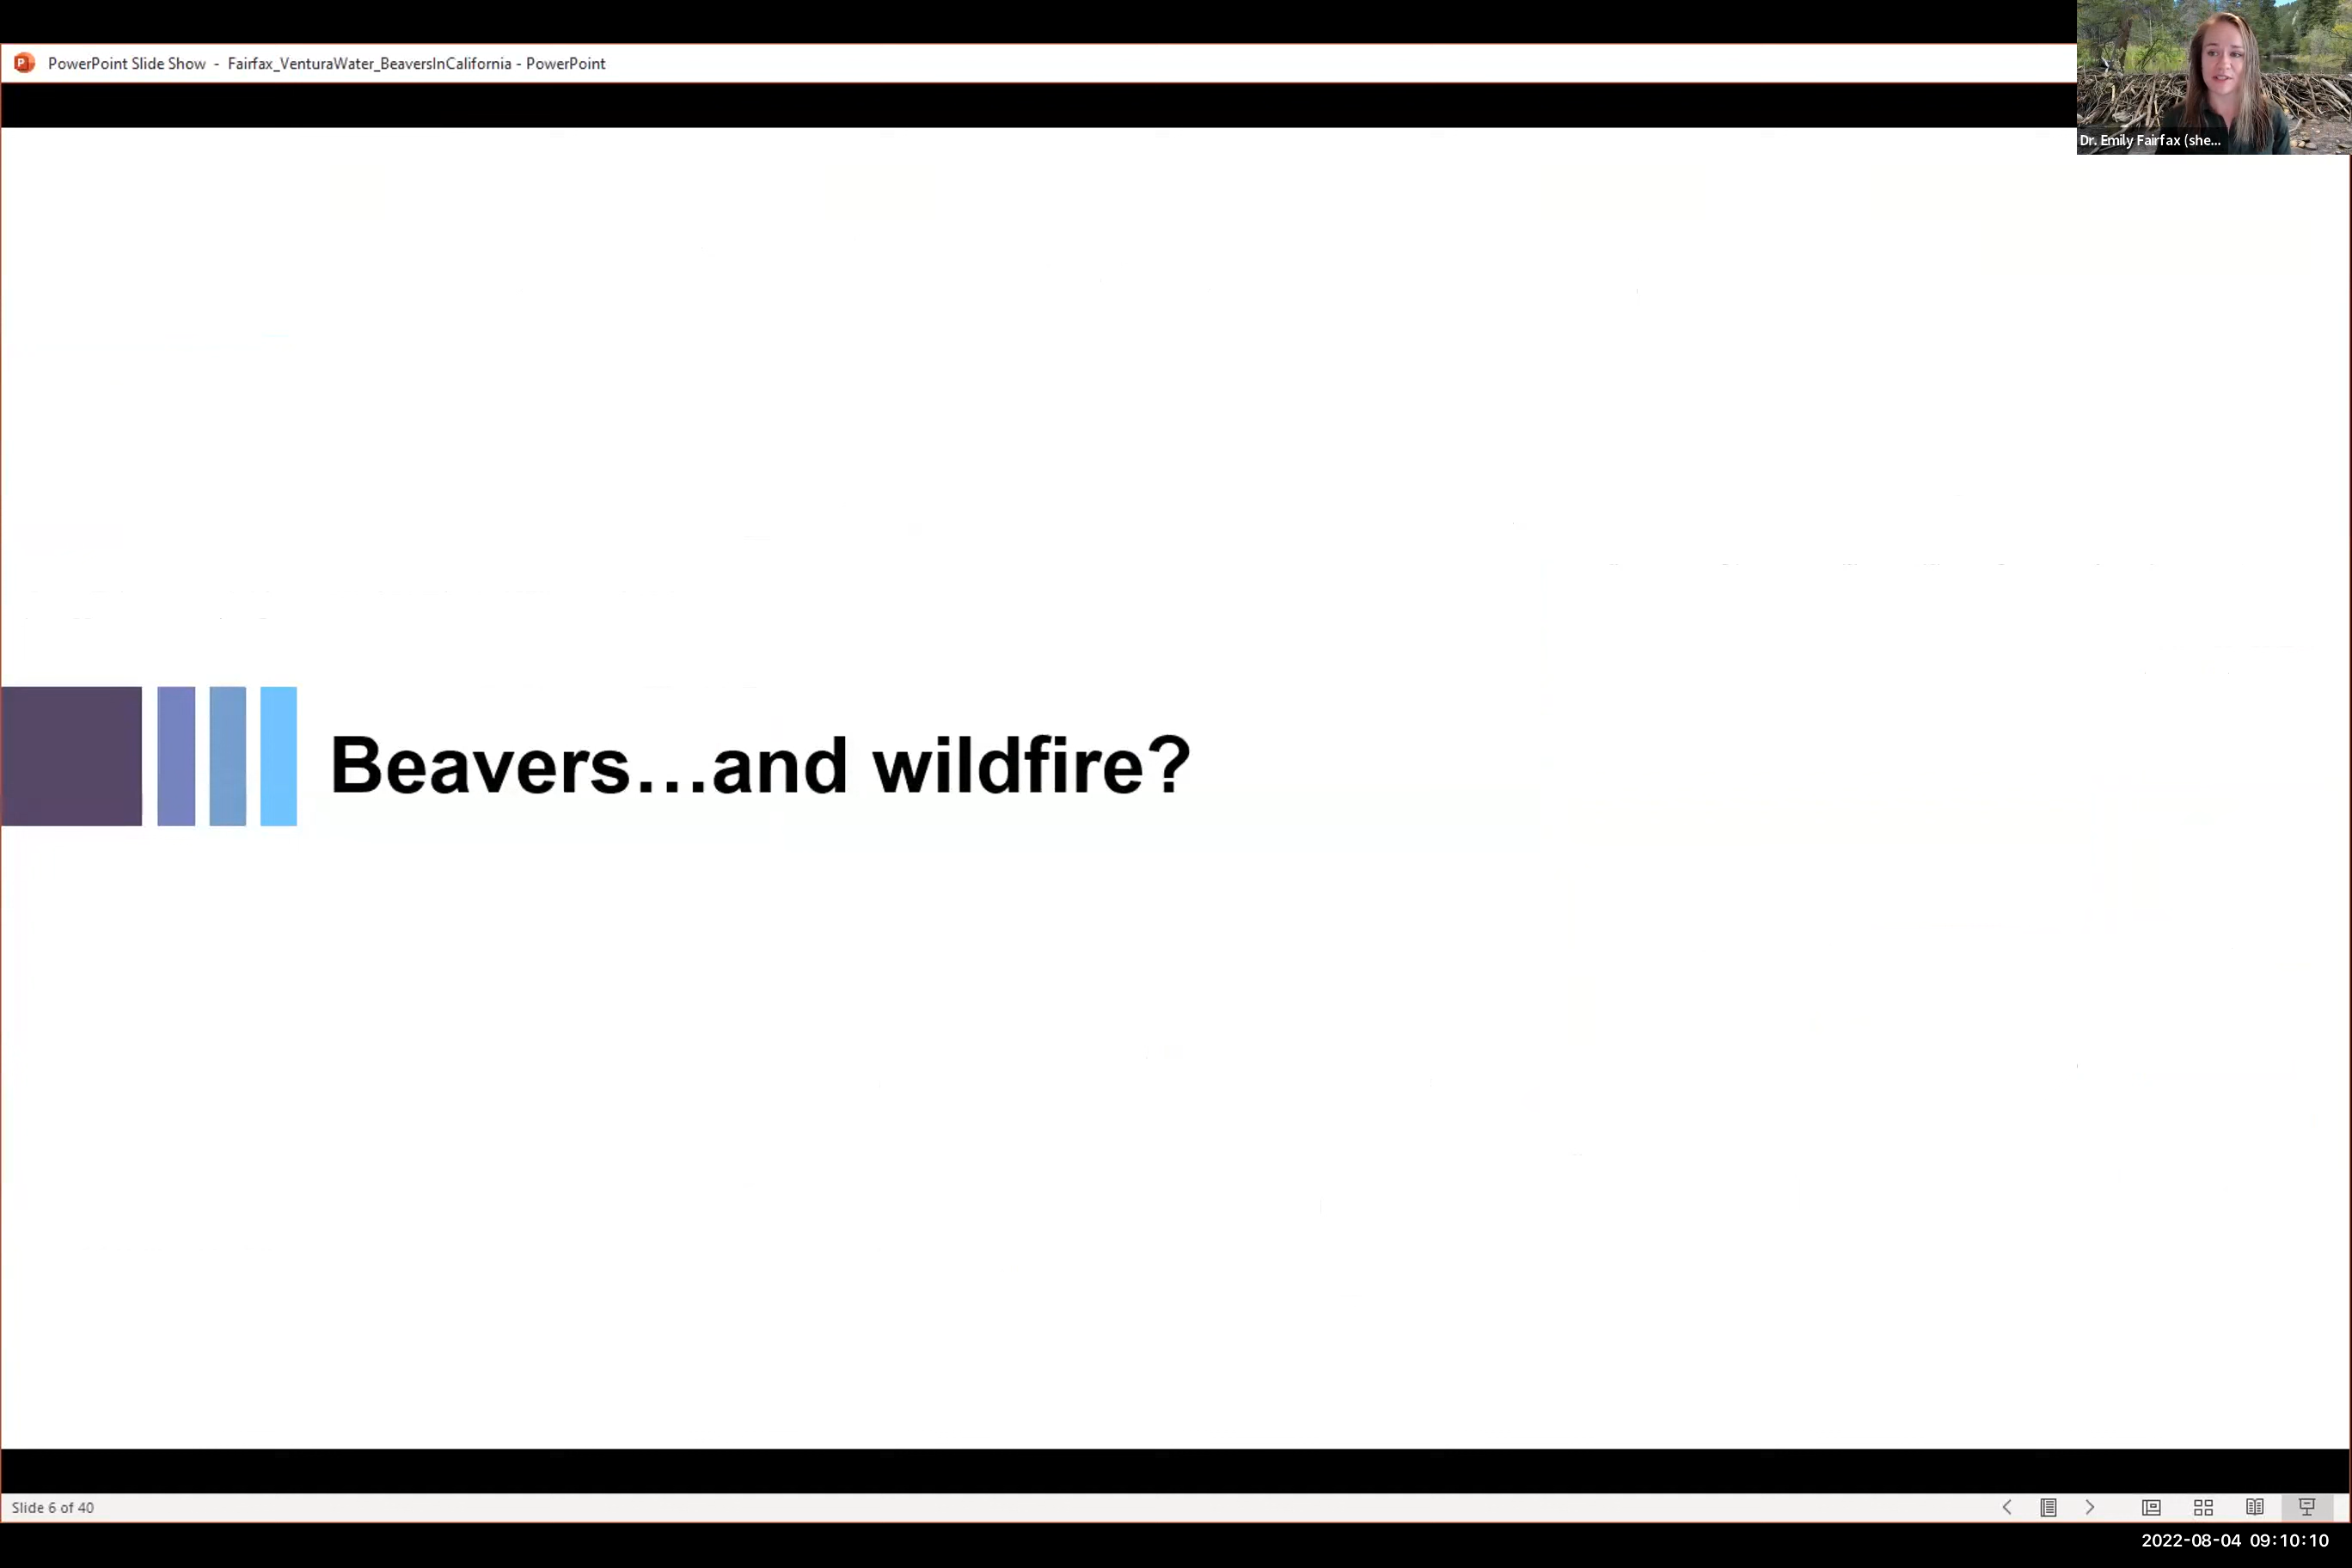 PowerPoint Slide Show - Fairfax_VenturaWater_BeaversInCalifornia - PowerPoint
Dr. Emily Fairfax (she...
Beavers...and wildfire?
Slide 6 of 40
2022-08-04 09:10:10